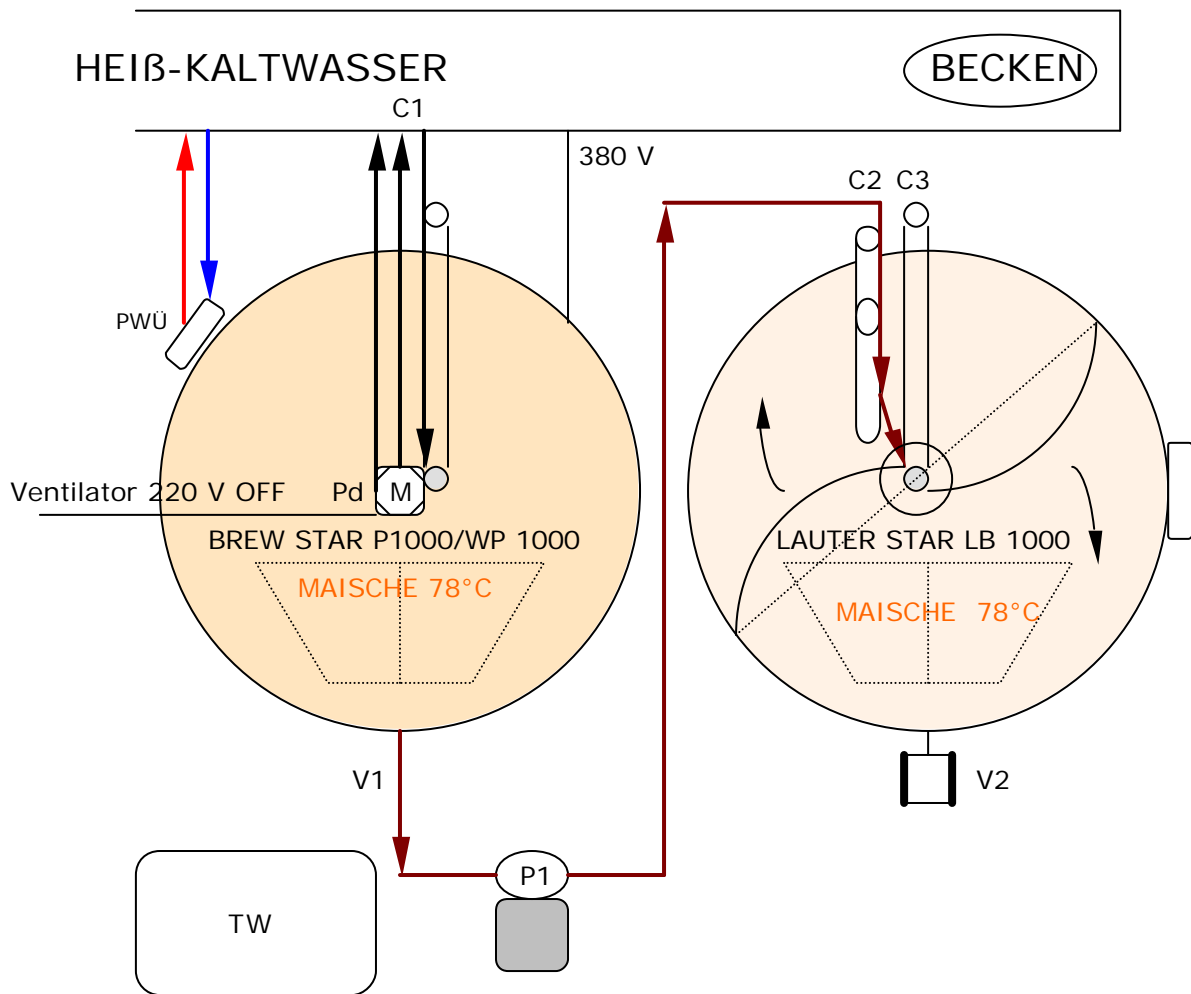 HEIß-KALTWASSER
BECKEN
C1
380 V
C2 C3
PWÜ
Ventilator 220 V OFF
Pd
M
BREW STAR P1000/WP 1000
MAISCHE 78°C
LAUTER STAR LB 1000
MAISCHE 78°C
V1
V2
P1
TW